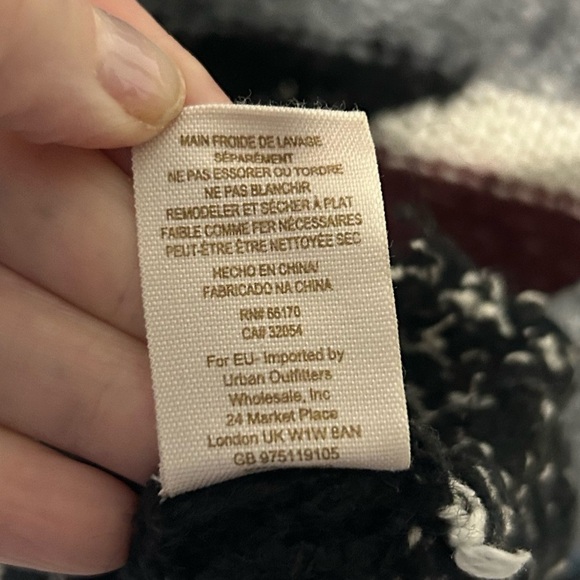 MAIN FROIDE DE LAVAGE
SÉPARÉMENT
NE PAS ESSORER OU TORDRE
NE PAS BLANCHIR
REMODELER ET SÉCHER À PLAT
FAIBLE COMME FER NÉCESSAIRES
PEUT-ÊTRE ÊTRE NETTOYÉE SEC
HECHO EN CHINA/
FABRICADO NA CHINA
RN# 66170
CA# 32054
For EU- Imported by
Urban Outfitters
Wholesale, Inc
24 Market Place
London UK W1W 8AN
GB 975119105